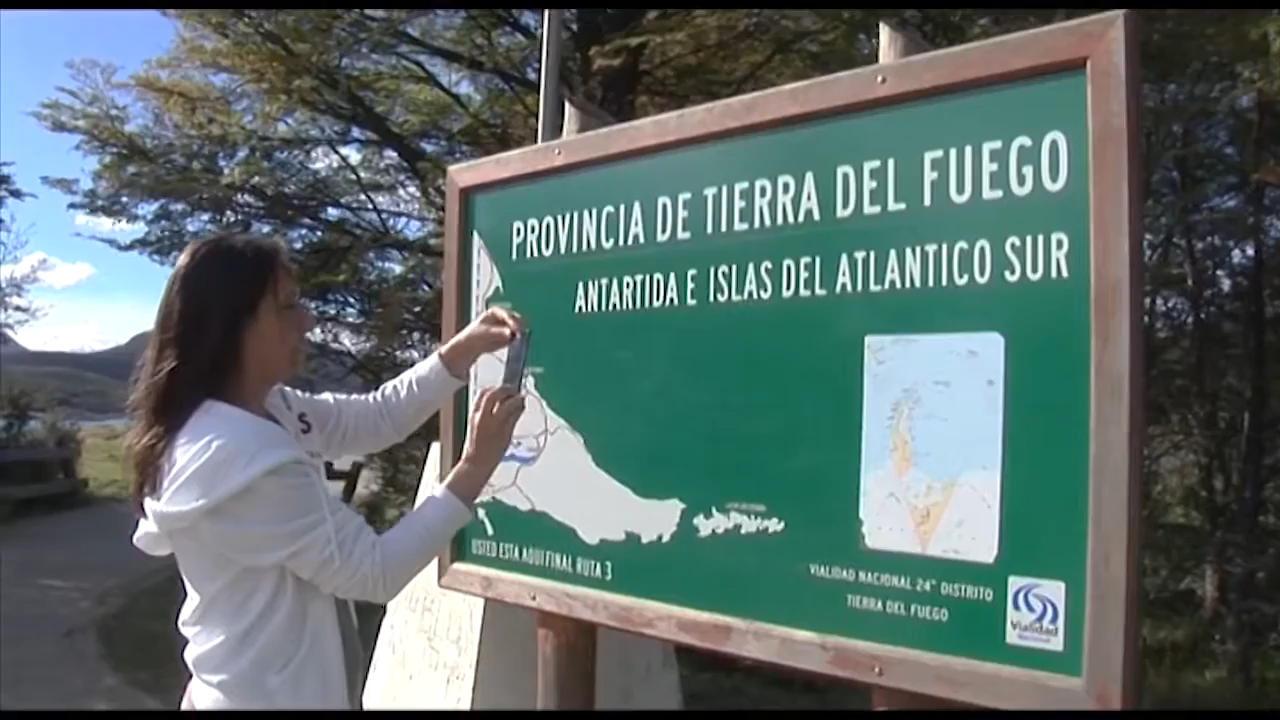 PROVINCIA DE TIERRA DEL FUEGO
ANTARTIDA E ISLAS DEL ATLANTICO SUR
USTED ESTA AQUI FINAL RUTA 3
VIALIDAD NACIONAL 24° DISTRITO
TIERRA DEL FUEGO
Vialidad
Nacional
S